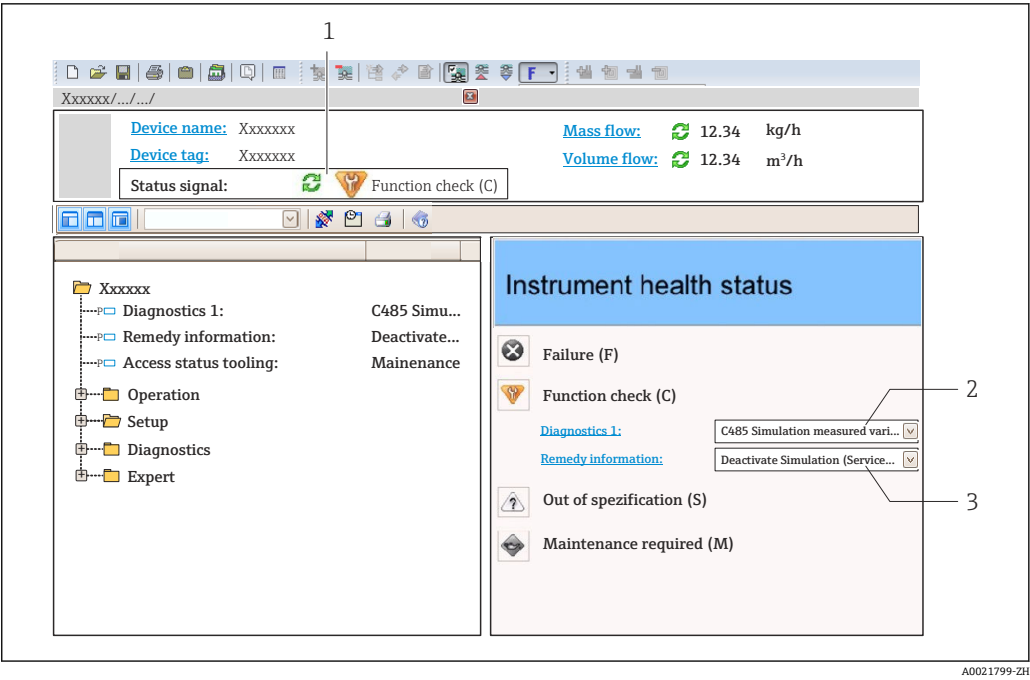 1
F
Xxxxxx/.../.../
Device name: Xxxxxxx
Mass flow: 12.34 kg/h
Device tag: Xxxxxxx
Volume flow: 12.34 m³/h
Status signal: Function check (C)
Xxxxxx
Diagnostics 1: C485 Simu...
Remedy information: Deactivate...
Access status tooling: Mainenance
Operation
Setup
Diagnostics
Expert
Instrument health status
Failure (F)
Function check (C)
2
Diagnostics 1: C485 Simulation measured vari...
Remedy information: Deactivate Simulation (Service...
3
Out of spezification (S)
Maintenance required (M)
A0021799-ZH